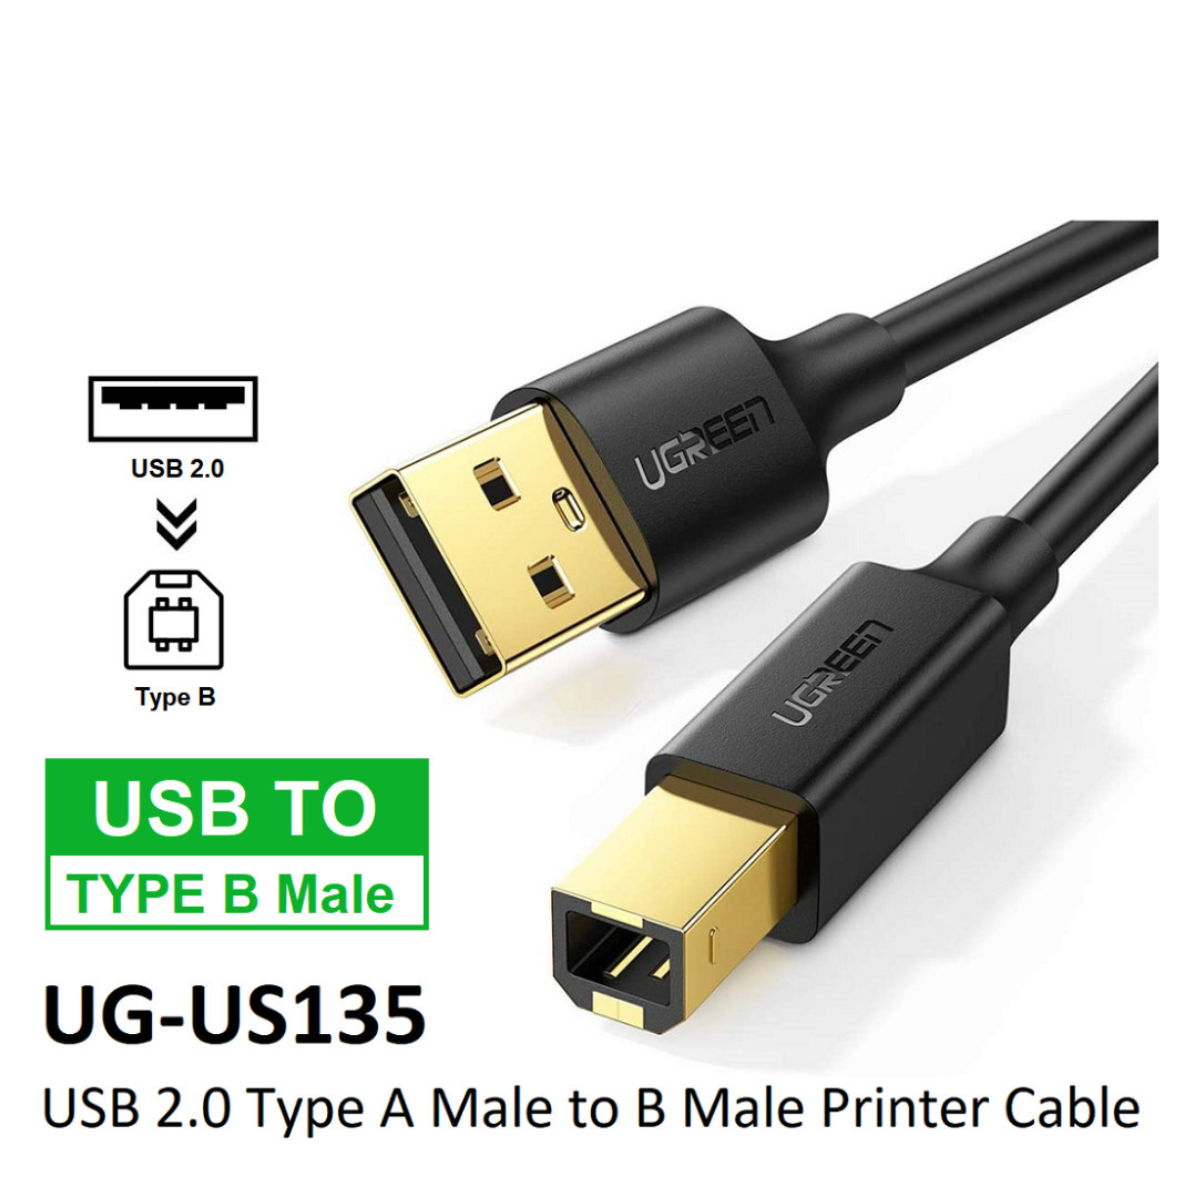 UGREEN
USB 2.0
UGREEN
Type B
USB TO
TYPE B Male
UG-US135
USB 2.0 Type A Male to B Male Printer Cable